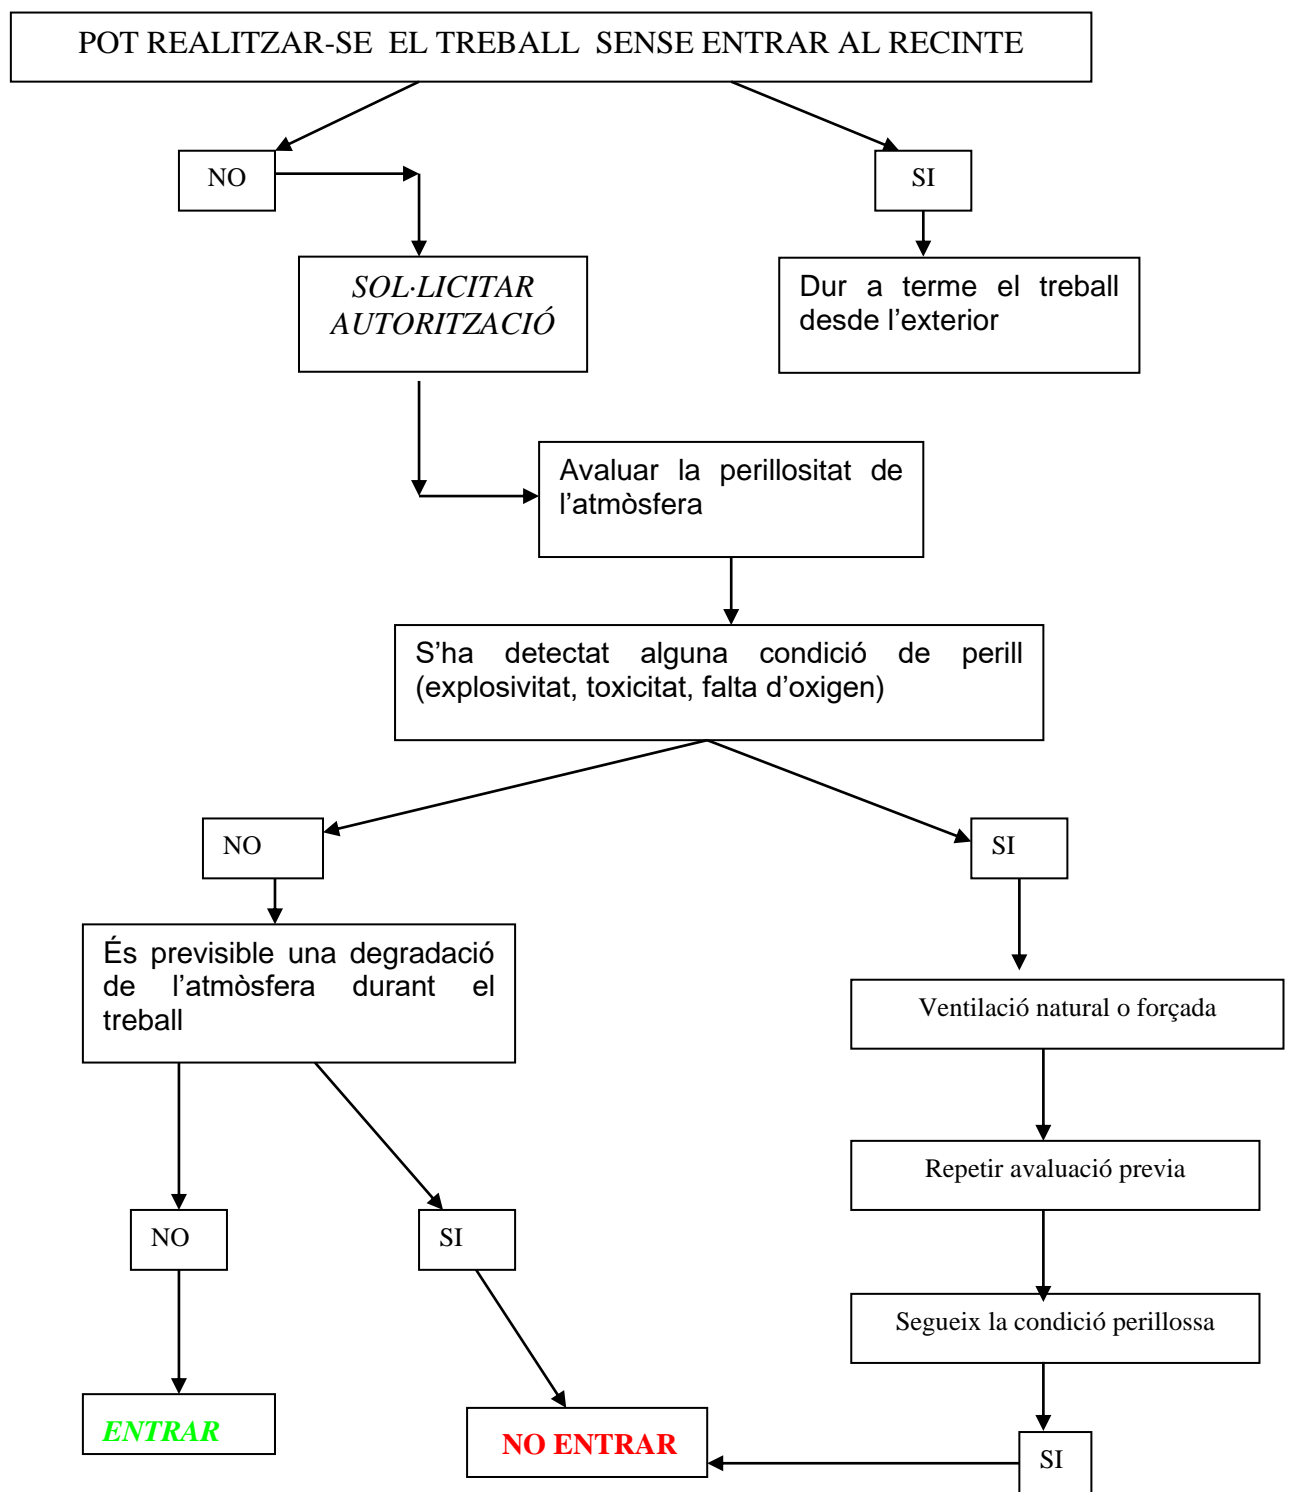 POT REALITZAR-SE EL TREBALL SENSE ENTRAR AL RECINTE
NO
SI
SOL·LICITAR
AUTORITZACIÓ
Dur a terme el treball
desde l’exterior
Avaluar la perillositat de
l’atmòsfera
S’ha detectat alguna condició de perill
(explosivitat, toxicitat, falta d’oxigen)
NO
SI
És previsible una degradació
de l’atmòsfera durant el
treball
Ventilació natural o forçada
Repetir avaluació previa
NO
SI
Segueix la condició perillossa
ENTRAR
NO ENTRAR
SI